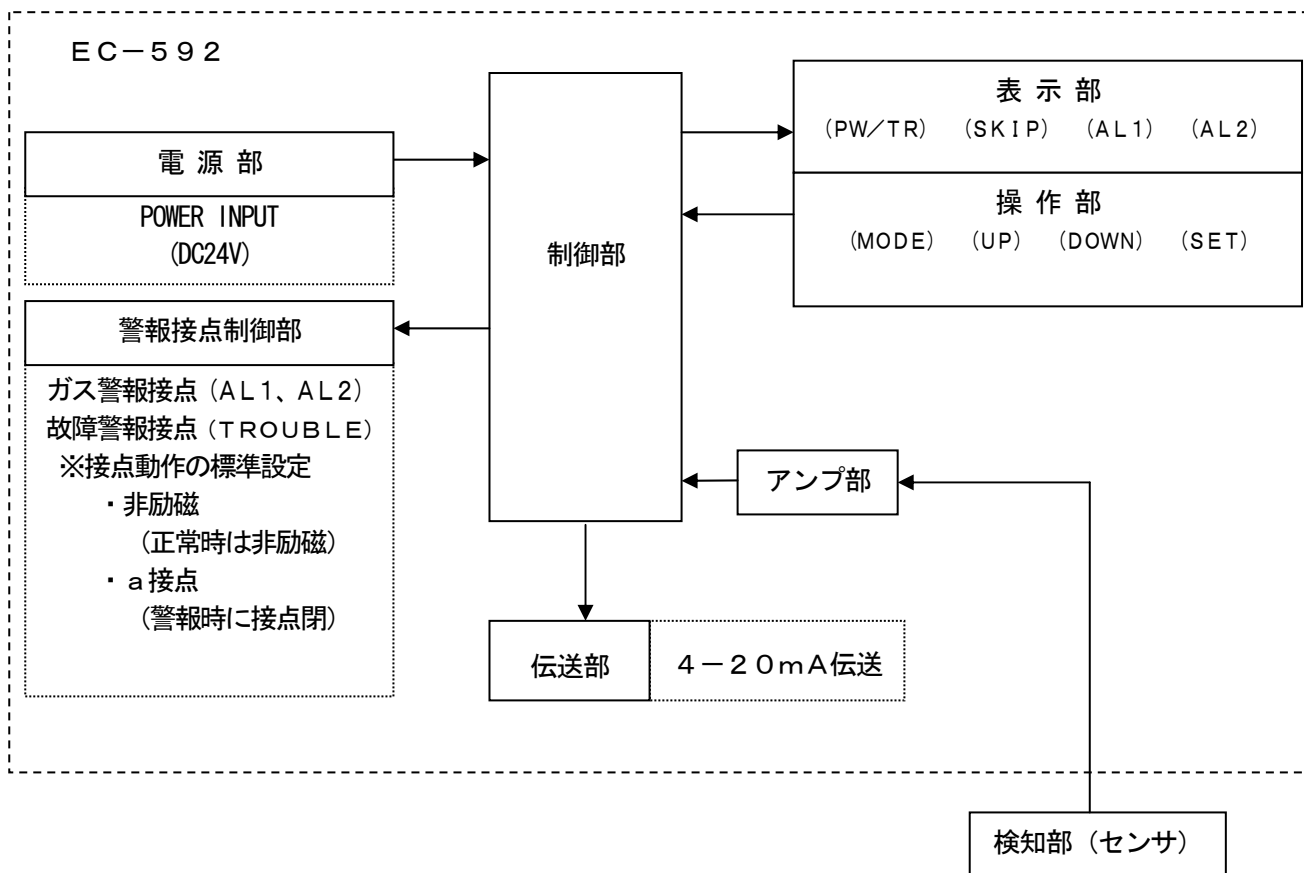 EC-592
電源部
POWER INPUT
(DC24V)
警報接点制御部
ガス警報接点(AL1、AL2)
故障警報接点(TROUBLE)
※接点動作の標準設定
・非励磁
(正常時は非励磁)
・a接点
(警報時に接点閉)
制御部
表示部
(PW/TR) (SKIP) (AL1) (AL2)
操作部
(MODE) (UP) (DOWN) (SET)
アンプ部
伝送部
4-20mA伝送
検知部(センサ)